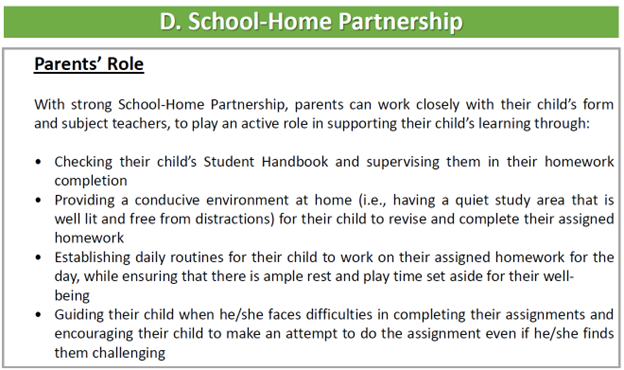 D. School-Home Partnership
Parents' Role
With strong School-Home Partnership, parents can work closely with their child's form
and subject teachers, to play an active role in supporting their child's learning through:
• Checking their child's Student Handbook and supervising them in their homework
completion
• Providing a conducive environment at home (i.e., having a quiet study area that is
well lit and free from distractions) for their child to revise and complete their assigned
homework
• Establishing daily routines for their child to work on their assigned homework for the
day, while ensuring that there is ample rest and play time set aside for their well-
being
• Guiding their child when he/she faces difficulties in completing their assignments and
encouraging their child to make an attempt to do the assignment even if he/she finds
them challenging